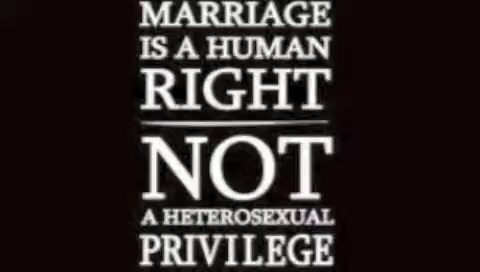 MARRIAGE
IS A HUMAN
RIGHT
NOT
A HETEROSEXUAL
PRIVILEGE